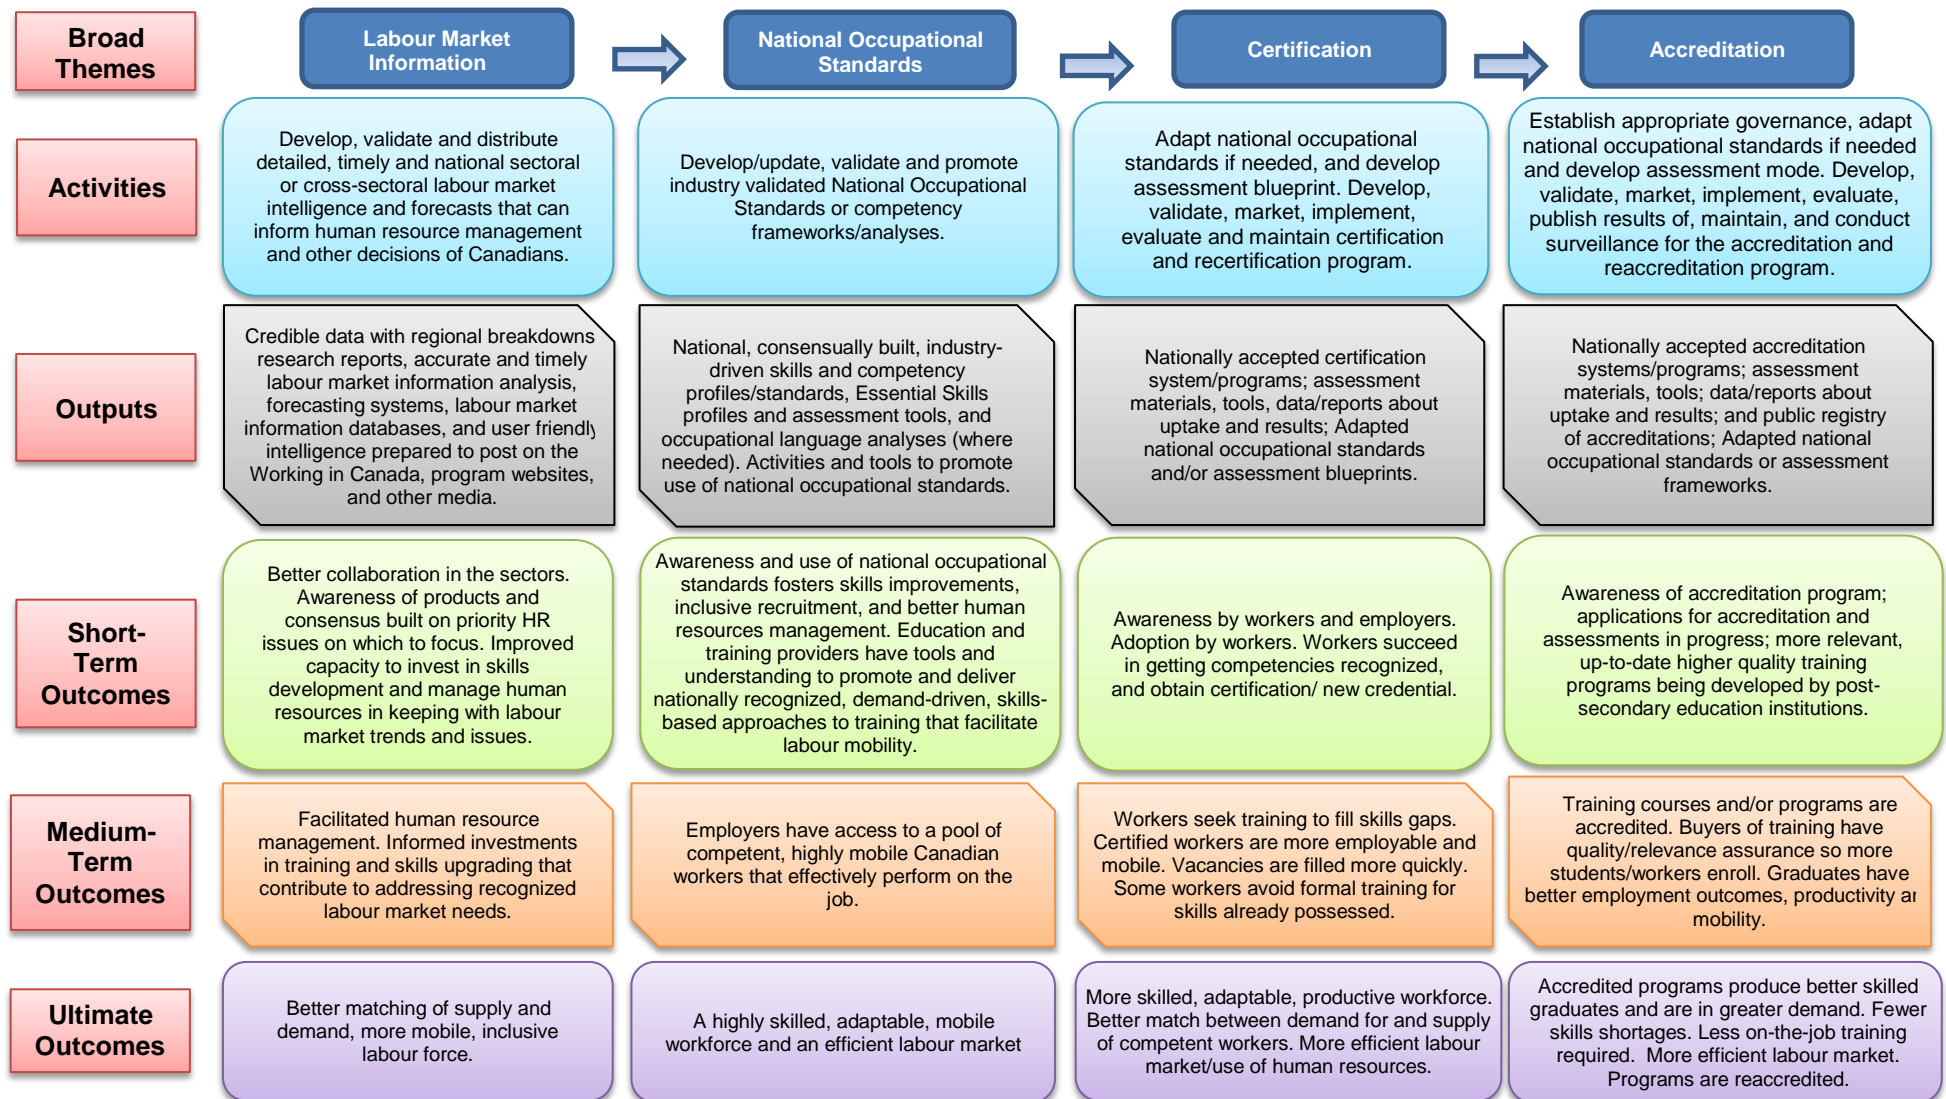 Broad
Themes
Labour Market
Information
National Occupational
Standards
Certification
Accreditation
Activities
Develop, validate and distribute
detailed, timely and national sectoral
or cross-sectoral labour market
intelligence and forecasts that can
inform human resource management
and other decisions of Canadians.
Develop/update, validate and promote
industry validated National Occupational
Standards or competency
frameworks/analyses.
Adapt national occupational
standards if needed, and develop
assessment blueprint. Develop,
validate, market, implement,
evaluate and maintain certification
and recertification program.
Establish appropriate governance, adapt
national occupational standards if needed
and develop assessment mode. Develop,
validate, market, implement, evaluate,
publish results of, maintain, and conduct
surveillance for the accreditation and
reaccreditation program.
Outputs
Credible data with regional breakdowns
research reports, accurate and timely
labour market information analysis,
forecasting systems, labour market
information databases, and user friendly
intelligence prepared to post on the
Working in Canada, program websites,
and other media.
National, consensually built, industry-
driven skills and competency
profiles/standards, Essential Skills
profiles and assessment tools, and
occupational language analyses (where
needed). Activities and tools to promote
use of national occupational standards.
Nationally accepted certification
system/programs; assessment
materials, tools, data/reports about
uptake and results; Adapted
national occupational standards
and/or assessment blueprints.
Nationally accepted accreditation
systems/programs; assessment
materials, tools; data/reports about
uptake and results; and public registry
of accreditations; Adapted national
occupational standards or assessment
frameworks.
Short-
Term
Outcomes
Better collaboration in the sectors.
Awareness of products and
consensus built on priority HR
issues on which to focus. Improved
capacity to invest in skills
development and manage human
resources in keeping with labour
market trends and issues.
Awareness and use of national occupational
standards fosters skills improvements,
inclusive recruitment, and better human
resources management. Education and
training providers have tools and
understanding to promote and deliver
nationally recognized, demand-driven, skills-
based approaches to training that facilitate
labour mobility.
Awareness by workers and employers.
Adoption by workers. Workers succeed
in getting competencies recognized,
and obtain certification/ new credential.
Awareness of accreditation program;
applications for accreditation and
assessments in progress; more relevant,
up-to-date higher quality training
programs being developed by post-
secondary education institutions.
Medium-
Term
Outcomes
Facilitated human resource
management. Informed investments
in training and skills upgrading that
contribute to addressing recognized
labour market needs.
Employers have access to a pool of
competent, highly mobile Canadian
workers that effectively perform on the
job.
Workers seek training to fill skills gaps.
Certified workers are more employable and
mobile. Vacancies are filled more quickly.
Some workers avoid formal training for
skills already possessed.
Training courses and/or programs are
accredited. Buyers of training have
quality/relevance assurance so more
students/workers enroll. Graduates have
better employment outcomes, productivity
mobility.
Ultimate
Outcomes
Better matching of supply and
demand, more mobile, inclusive
labour force.
A highly skilled, adaptable, mobile
workforce and an efficient labour market
More skilled, adaptable, productive workforce.
Better match between demand for and supply
of competent workers. More efficient labour
market/use of human resources.
Accredited programs produce better skilled
graduates and are in greater demand. Fewer
skills shortages. Less on-the-job training
required.  More efficient labour market.
Programs are reaccredited.